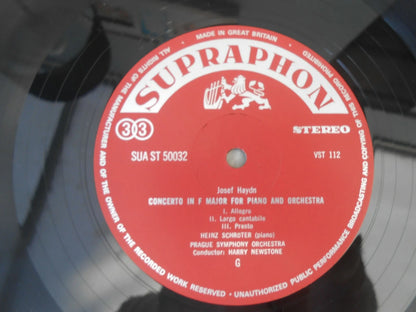 MADE IN GREAT BRITAIN
ALL RIGHTS OF THE MANUFACTURER AND OF THE OWNER OF THE RECORDED WORK RESERVED • UNAUTHORIZED PUBLIC PERFORMANCE BROADCASTING AND COPYING OF THIS RECORD PROHIBITED
SUPRAPHON
33
STEREO
SUA ST 50032
VST 112
Josef Haydn
CONCERTO IN F MAJOR FOR PIANO AND ORCHESTRA
I. Allegro
II. Largo cantabile
III. Presto
HEINZ SCHROTER (piano)
PRAGUE SYMPHONY ORCHESTRA
Conductor: HARRY NEWSTONE
G